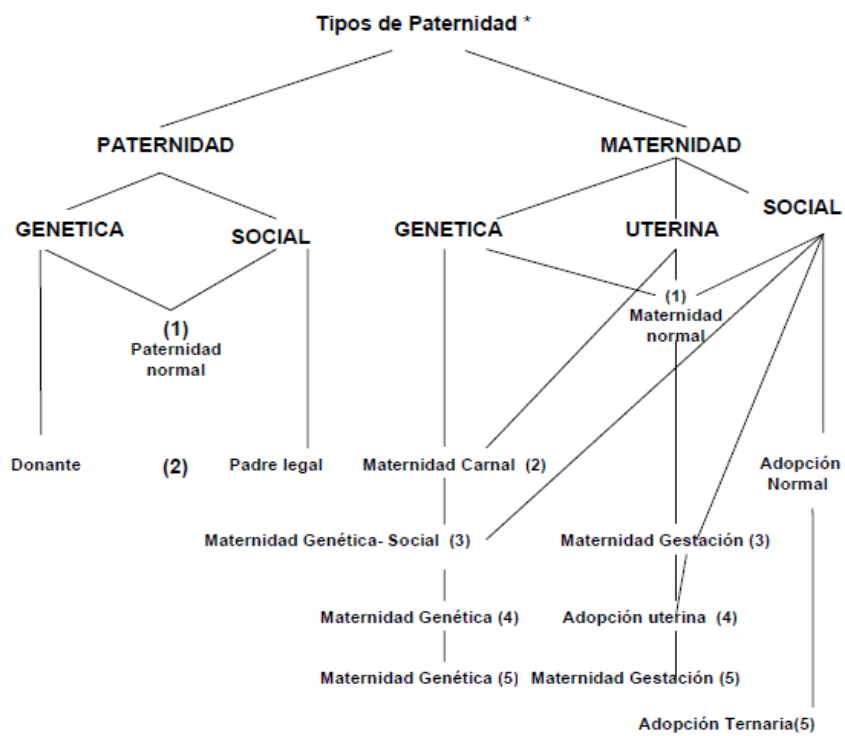 Tipos de Paternidad *
PATERNIDAD
MATERNIDAD
GENETICA
SOCIAL
GENETICA
UTERINA
SOCIAL
(1)
Paternidad
normal
(1)
Maternidad
normal
Donante
(2)
Padre legal
Maternidad Carnal (2)
Adopción
Normal
Maternidad Genética- Social (3)
Maternidad Gestación (3)
Maternidad Genética (4)
Adopción uterina (4)
Maternidad Genética (5)
Maternidad Gestación (5)
Adopción Ternaria(5)